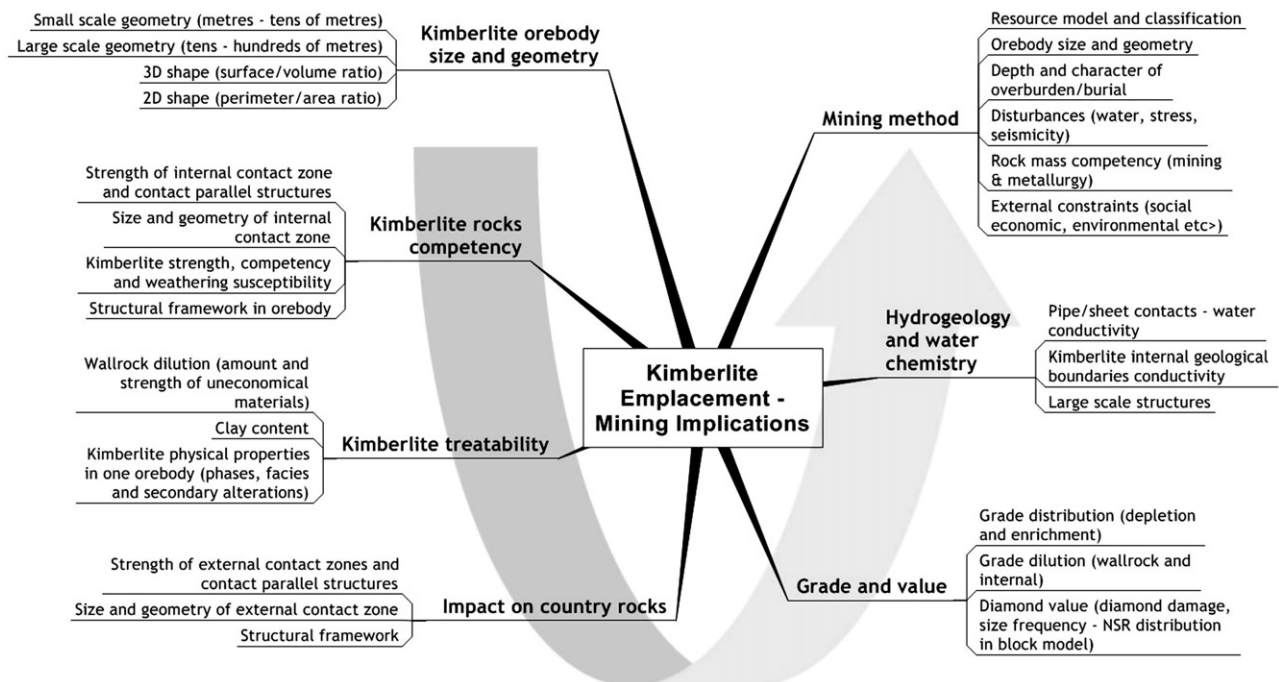 Small scale geometry (metres - tens of metres)
Large scale geometry (tens - hundreds of metres)
3D shape (surface/volume ratio)
2D shape (perimeter/area ratio)
Kimberlite orebody
size and geometry
Strength of internal contact zone
and contact parallel structures
Size and geometry of internal
contact zone
Kimberlite strength, competency
and weathering susceptibility
Structural framework in orebody
Kimberlite rocks
competency
Wallrock dilution (amount and
strength of uneconomical
materials)
Clay content
Kimberlite physical properties
in one orebody (phases, facies
and secondary alterations)
Kimberlite treatability
Strength of external contact zones and
contact parallel structures
Size and geometry of external contact zone
Structural framework
Impact on country rocks
Kimberlite
Emplacement -
Mining Implications
Mining method
Resource model and classification
Orebody size and geometry
Depth and character of
overburden/burial
Disturbances (water, stress,
seismicity)
Rock mass competency (mining
& metallurgy)
External constraints (social
economic, environmental etc>)
Hydrogeology
and water
chemistry
Pipe/sheet contacts - water
conductivity
Kimberlite internal geological
boundaries conductivity
Large scale structures
Grade and value
Grade distribution (depletion
and enrichment)
Grade dilution (wallrock and
internal)
Diamond value (diamond damage,
size frequency - NSR distribution
in block model)